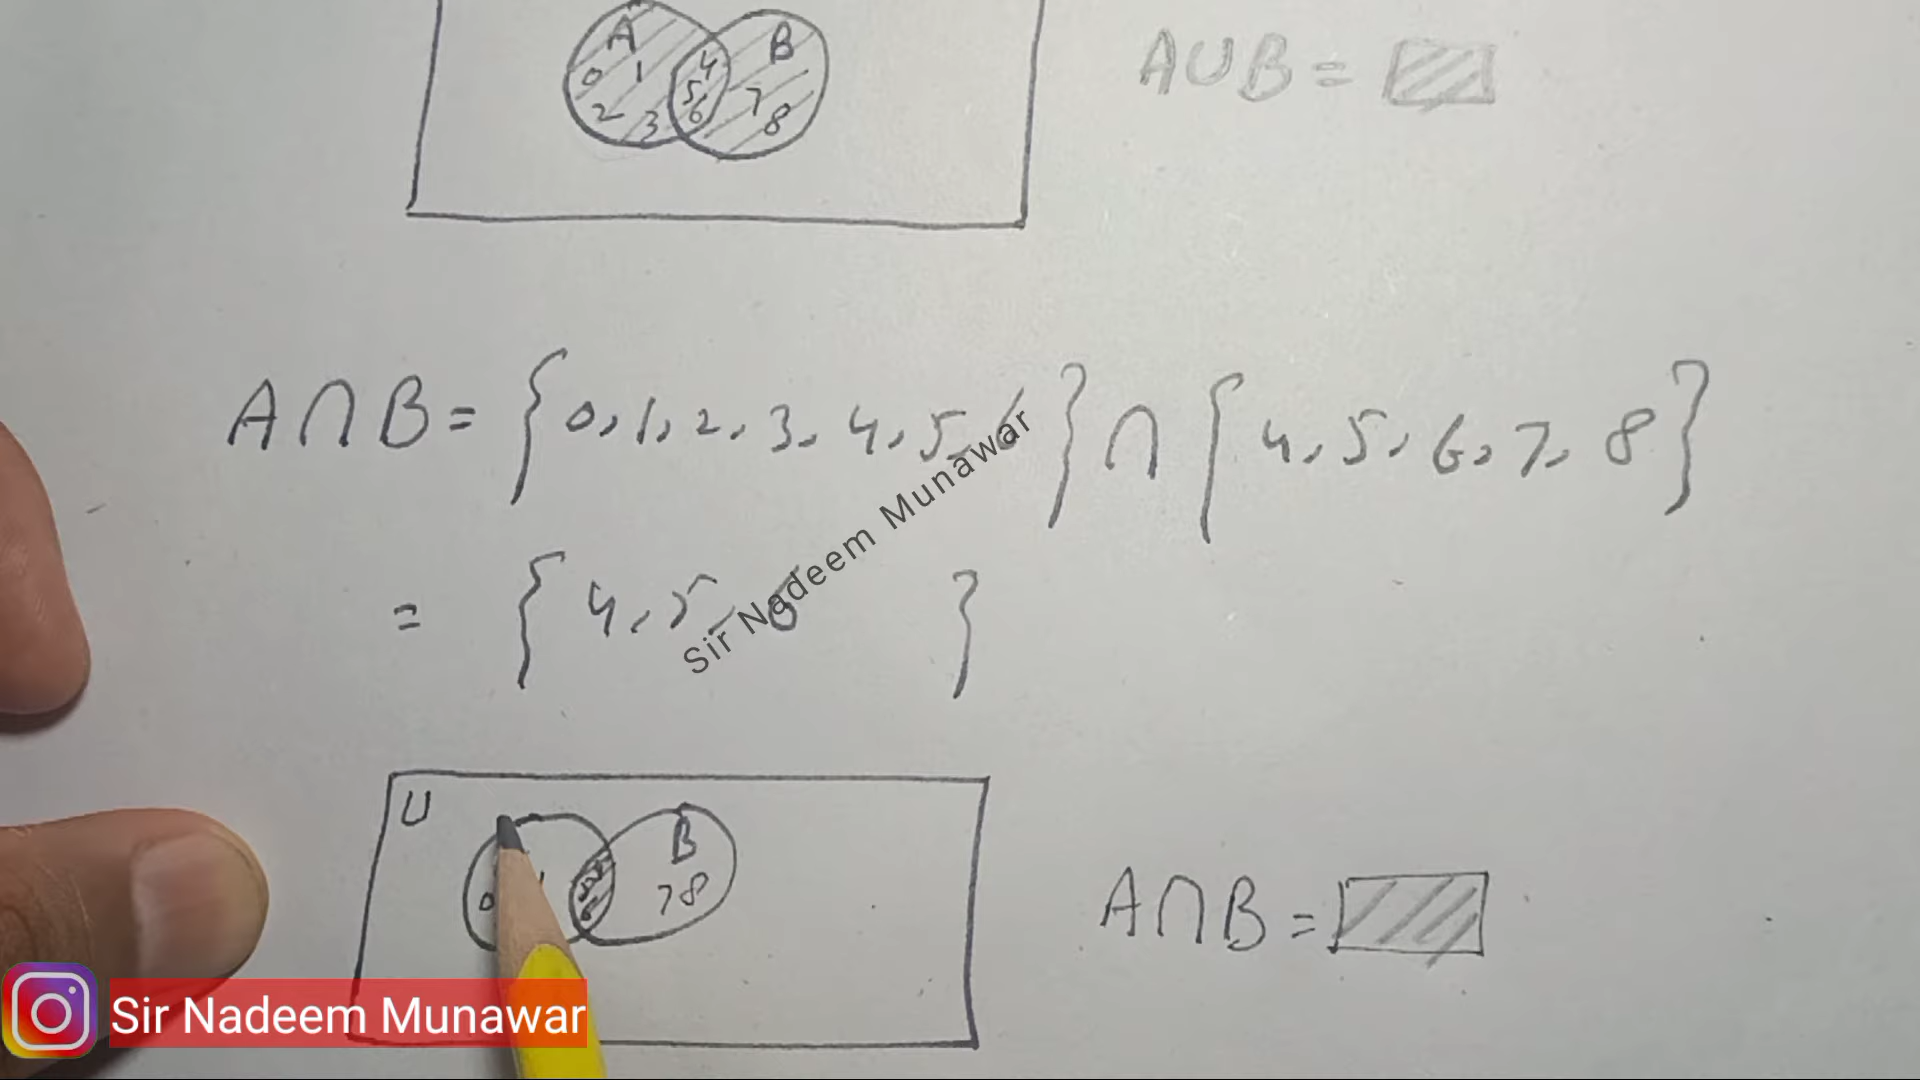 A B
0 1 4
5 7
2 3 6 8
A∪B =
A∩B = {0, 1, 2, 3, 4, 5, 6} ∩ {4, 5, 6, 7, 8}
= {4, 5, 6 }
Sir Nadeem Munawar
U
B
0 7 8
A∩B =
Sir Nadeem Munawar